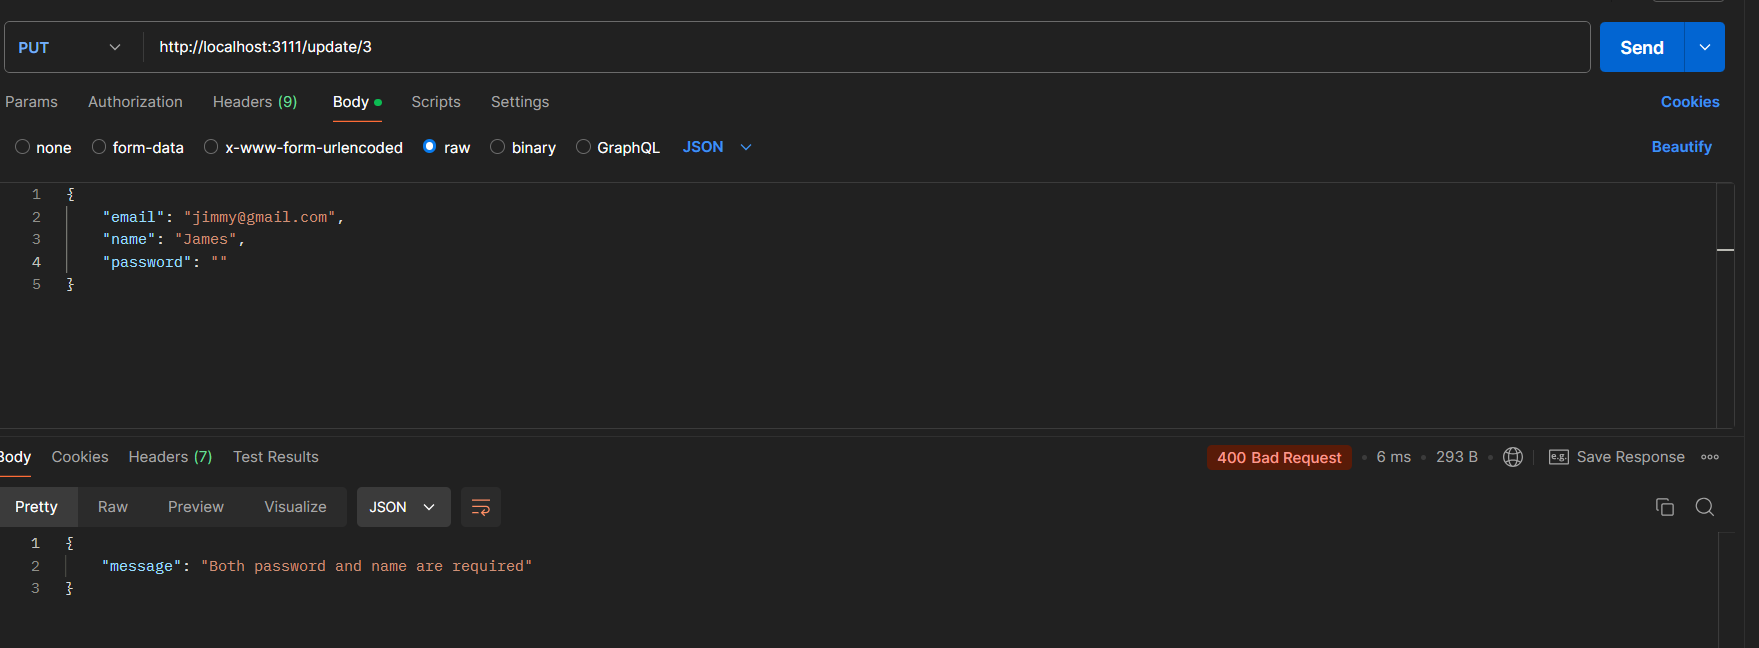 PUT http://localhost:3111/update/3 Send
Params Authorization Headers (9) Body Scripts Settings Cookies
none form-data x-www-form-urlencoded raw binary GraphQL JSON Beautify
1 {
2 "email": "jimmy@gmail.com",
3 "name": "James",
4 "password": ""
5 }
Body Cookies Headers (7) Test Results 400 Bad Request 6 ms 293 B e.g. Save Response
Pretty Raw Preview Visualize JSON
1 {
2 "message": "Both password and name are required"
3 }